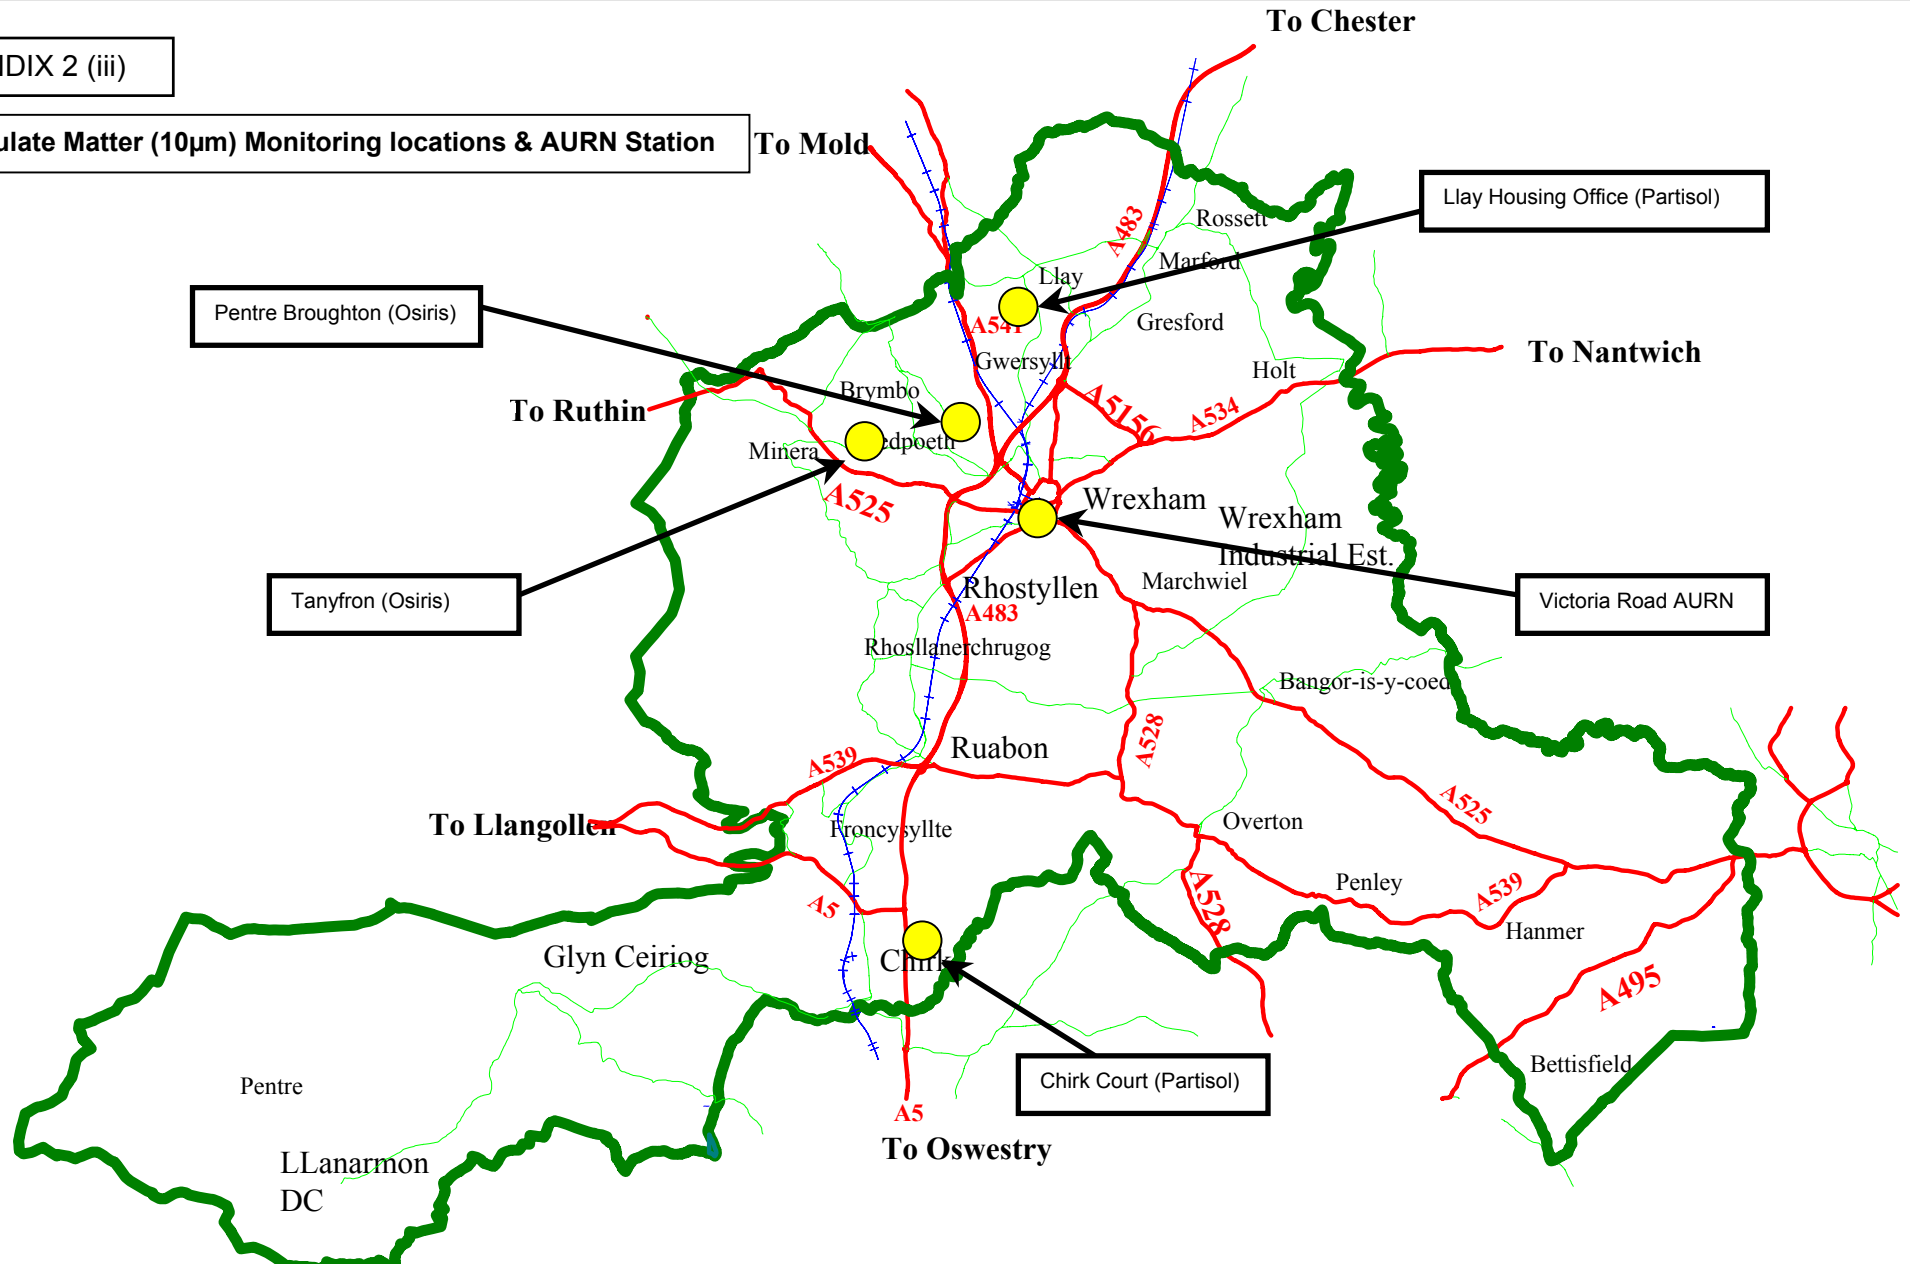 To Chester
NDIX 2 (iii)
ulate Matter (10µm) Monitoring locations & AURN Station
To Mold
Llay Housing Office (Partisol)
Rossett
A483
Marford
Llay
Pentre Broughton (Osiris)
A541
Gresford
Gwersyllt
To Nantwich
Holt
Brymbo
To Ruthin
A5156
A534
Minera
edpoeth
A525
Wrexham
Wrexham
Industrial Est.
Marchwiel
Rhostyllen
Tanyfron (Osiris)
Victoria Road AURN
A483
Rhosllanerchrugog
Bangor-is-y-coed
A528
Ruabon
A539
A525
To Llangollen
Froncysyllte
Overton
Penley
A539
A5
A528
Hanmer
Glyn Ceiriog
Chirk
A495
Bettisfield
Pentre
Chirk Court (Partisol)
A5
To Oswestry
LLanarmon
DC